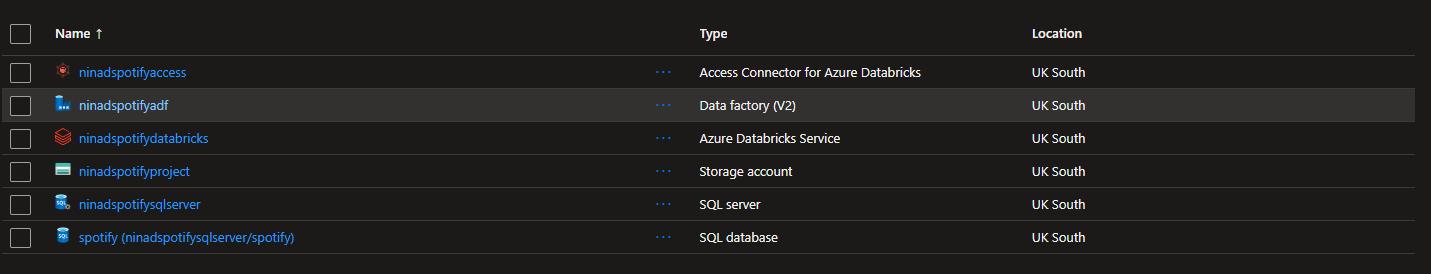 Name ↑ Type Location
ninadspotifyaccess ··· Access Connector for Azure Databricks UK South
ninadspotifyadf ··· Data factory (V2) UK South
ninadspotifydatabricks ··· Azure Databricks Service UK South
ninadspotifyproject ··· Storage account UK South
SQL ninadspotifysqlserver ··· SQL server UK South
SQL spotify (ninadspotifysqlserver/spotify) ··· SQL database UK South